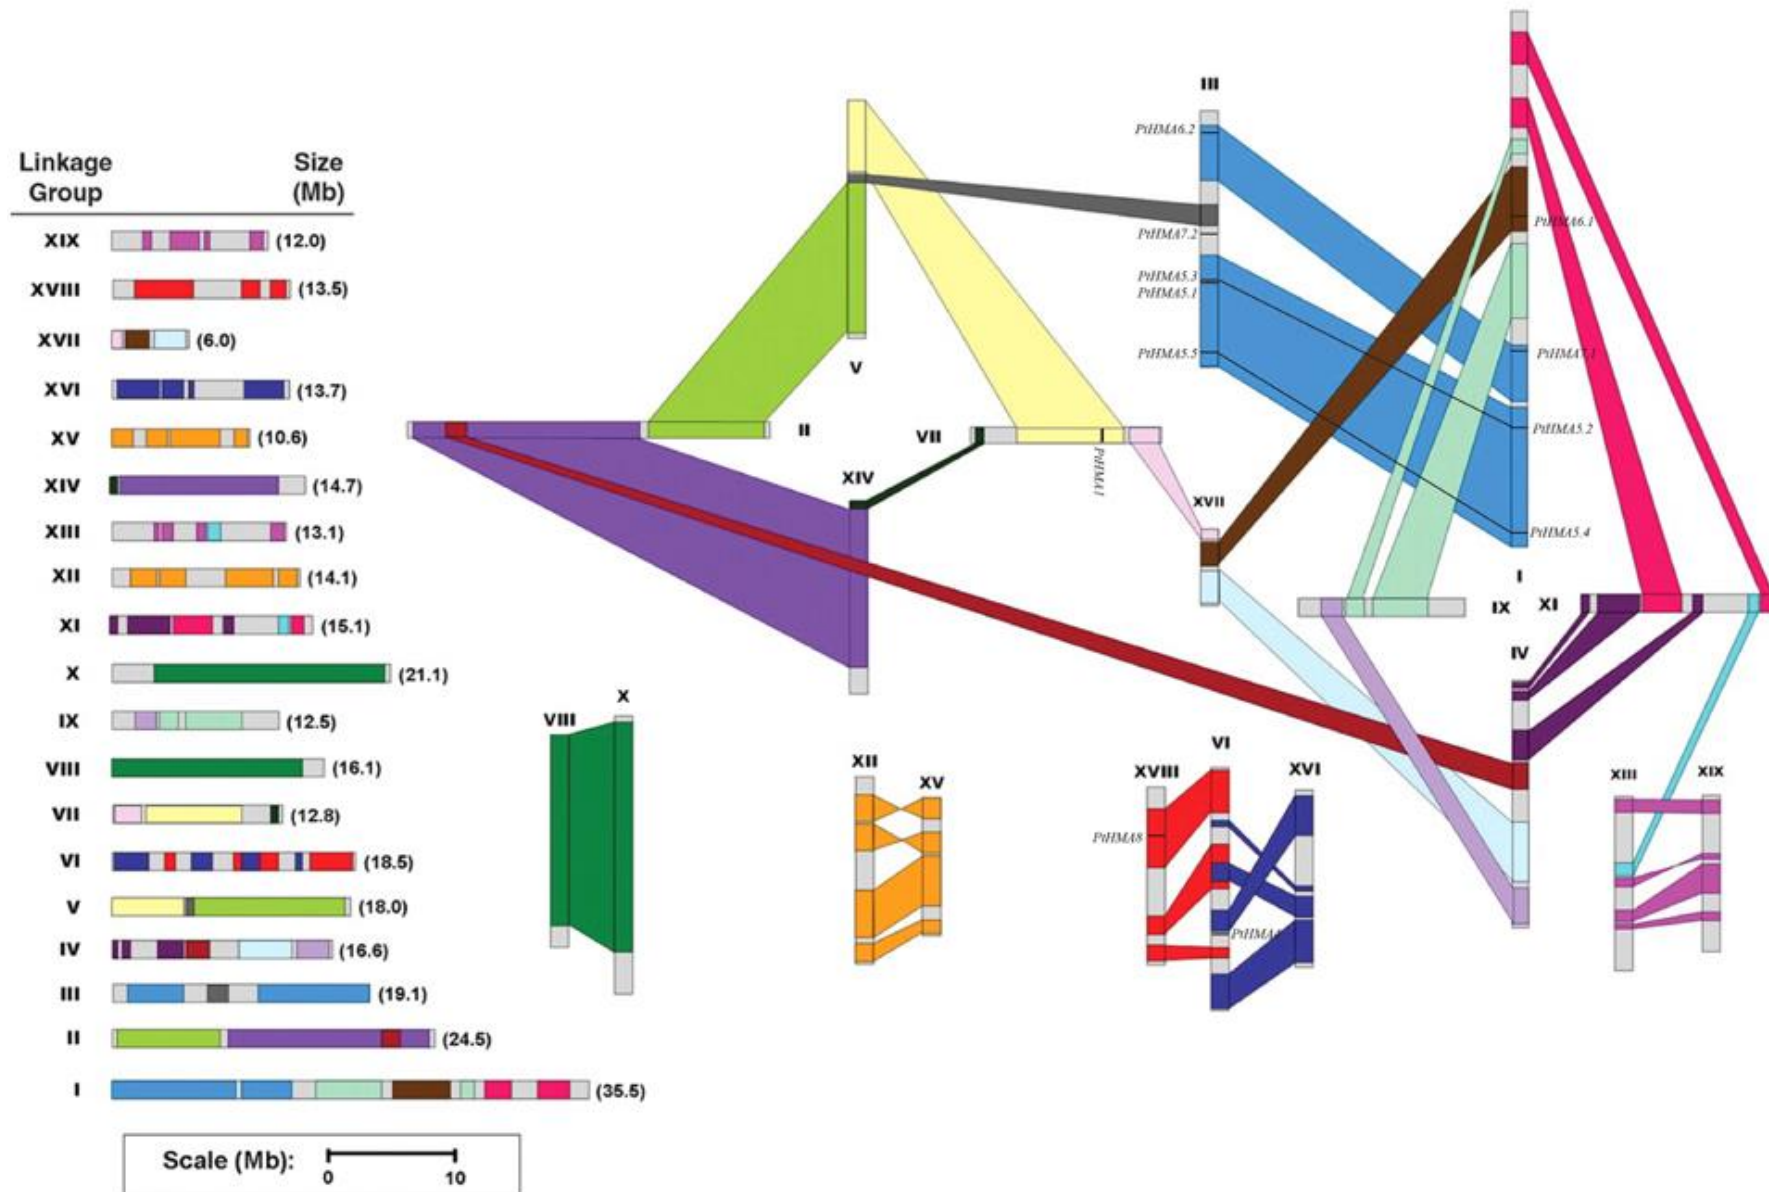 Linkage Group Size (Mb)
XIX (12.0)
XVIII (13.5)
XVII (6.0)
XVI (13.7)
XV (10.6)
XIV (14.7)
XIII (13.1)
XII (14.1)
XI (15.1)
X (21.1)
IX (12.5)
VIII (16.1)
VII (12.8)
VI (18.5)
V (18.0)
IV (16.6)
III (19.1)
II (24.5)
I (35.5)
Scale (Mb):
0 10
III
PtHMA6.2
PtHMA7.2
PtHMA5.3
PtHMA5.1
PtHMA5.5
PtHMA6.1
PtHMA7.1
PtHMA5.2
PtHMA5.4
I
V
II
VII
PtHMA1
XIV
XVII
IX
XI
IV
VIII
X
XII
XV
XVIII
VI
XVI
PtHMA8
XIII
XIX